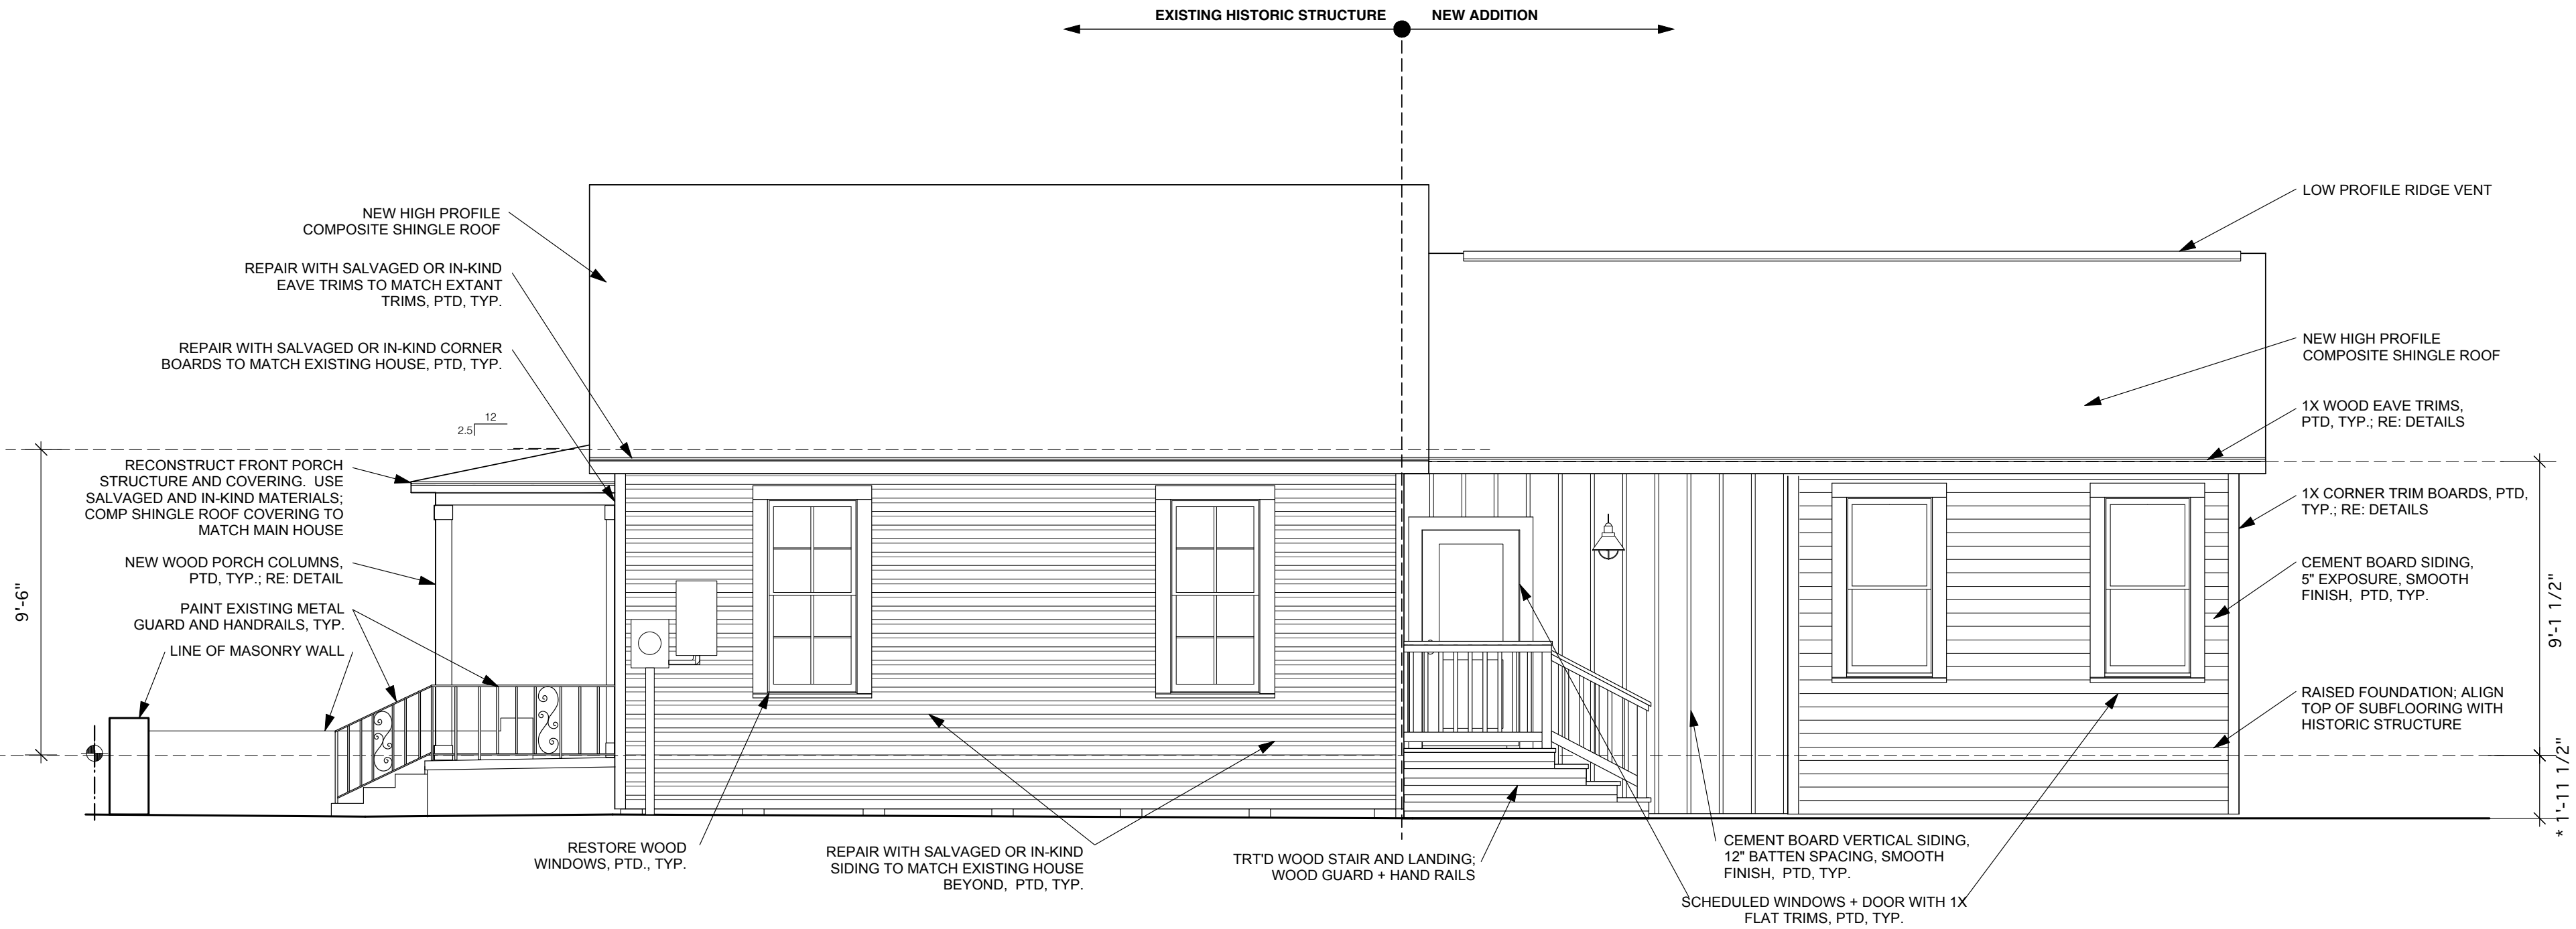 EXISTING HISTORIC STRUCTURE
NEW ADDITION
NEW HIGH PROFILE
COMPOSITE SHINGLE ROOF
REPAIR WITH SALVAGED OR IN-KIND
EAVE TRIMS TO MATCH EXTANT
TRIMS, PTD, TYP.
REPAIR WITH SALVAGED OR IN-KIND CORNER
BOARDS TO MATCH EXISTING HOUSE, PTD, TYP.
12
2.5
RECONSTRUCT FRONT PORCH
STRUCTURE AND COVERING.  USE
SALVAGED AND IN-KIND MATERIALS;
COMP SHINGLE ROOF COVERING TO
MATCH MAIN HOUSE
NEW WOOD PORCH COLUMNS,
PTD, TYP.; RE: DETAIL
PAINT EXISTING METAL
GUARD AND HANDRAILS, TYP.
LINE OF MASONRY WALL
9'-6"
RESTORE WOOD
WINDOWS, PTD., TYP.
REPAIR WITH SALVAGED OR IN-KIND
SIDING TO MATCH EXISTING HOUSE
BEYOND,  PTD, TYP.
TRT'D WOOD STAIR AND LANDING;
WOOD GUARD + HAND RAILS
CEMENT BOARD VERTICAL SIDING,
12" BATTEN SPACING, SMOOTH
FINISH,  PTD, TYP.
SCHEDULED WINDOWS + DOOR WITH 1X
FLAT TRIMS, PTD, TYP.
LOW PROFILE RIDGE VENT
NEW HIGH PROFILE
COMPOSITE SHINGLE ROOF
1X WOOD EAVE TRIMS,
PTD, TYP.; RE: DETAILS
1X CORNER TRIM BOARDS, PTD,
TYP.; RE: DETAILS
CEMENT BOARD SIDING,
5" EXPOSURE, SMOOTH
FINISH,  PTD, TYP.
RAISED FOUNDATION; ALIGN
TOP OF SUBFLOORING WITH
HISTORIC STRUCTURE
9'-1 1/2"
* 1'-11 1/2"